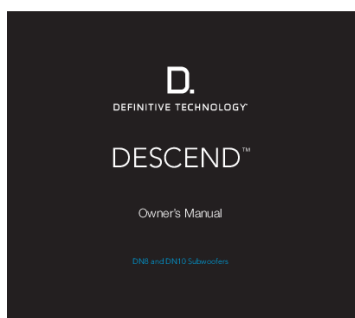 D.
DEFINITIVE TECHNOLOGY
DESCEND™
Owner's Manual
DN8 and DN10 Subwoofers